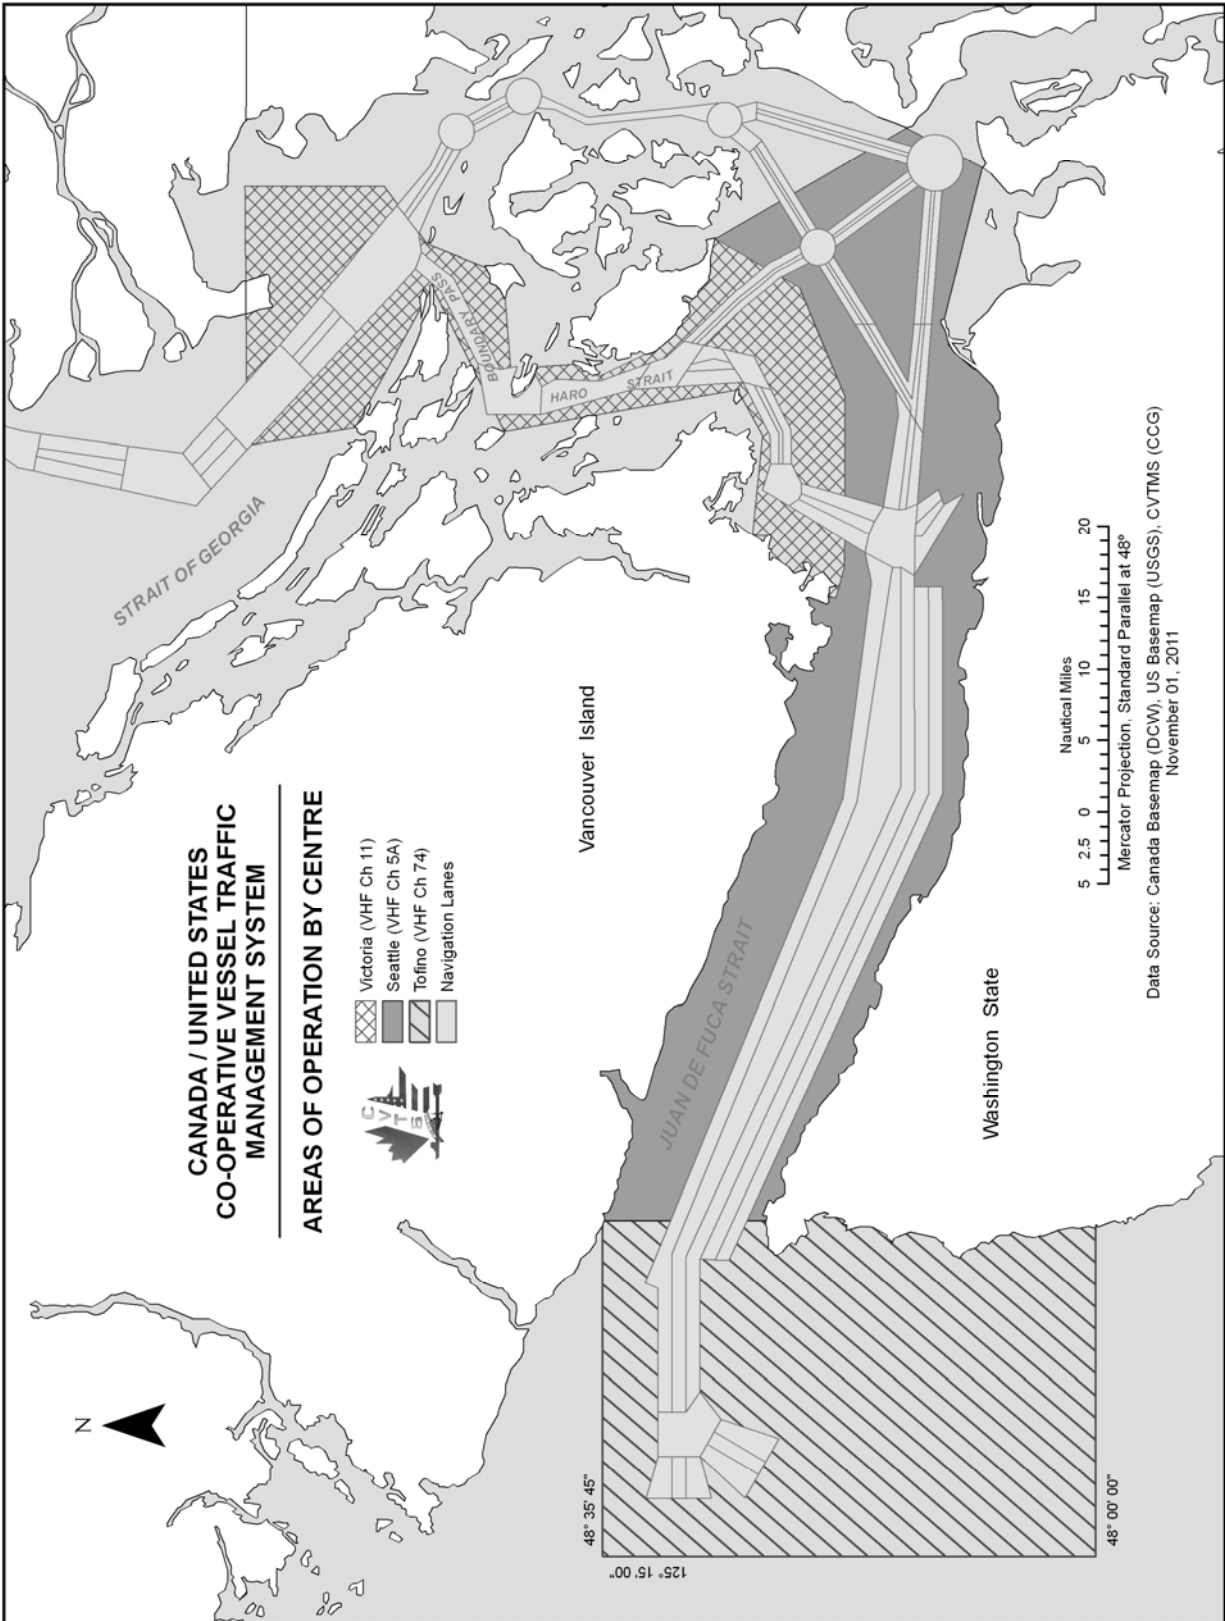 CANADA / UNITED STATES
CO-OPERATIVE VESSEL TRAFFIC
MANAGEMENT SYSTEM
AREAS OF OPERATION BY CENTRE
Victoria (VHF Ch 11)
Seattle (VHF Ch 5A)
Tofino (VHF Ch 74)
Navigation Lanes
C
V
T
S
N
STRAIT OF GEORGIA
BOUNDARY PASS
HARO
STRAIT
Vancouver Island
JUAN DE FUCA STRAIT
Washington State
48° 35' 45"
125° 15' 00"
48° 00' 00"
Nautical Miles
5 2.5 0 5 10 15 20
Mercator Projection, Standard Parallel at 48°
Data Source: Canada Basemap (DCW), US Basemap (USGS), CVTMS (CCG)
November 01, 2011